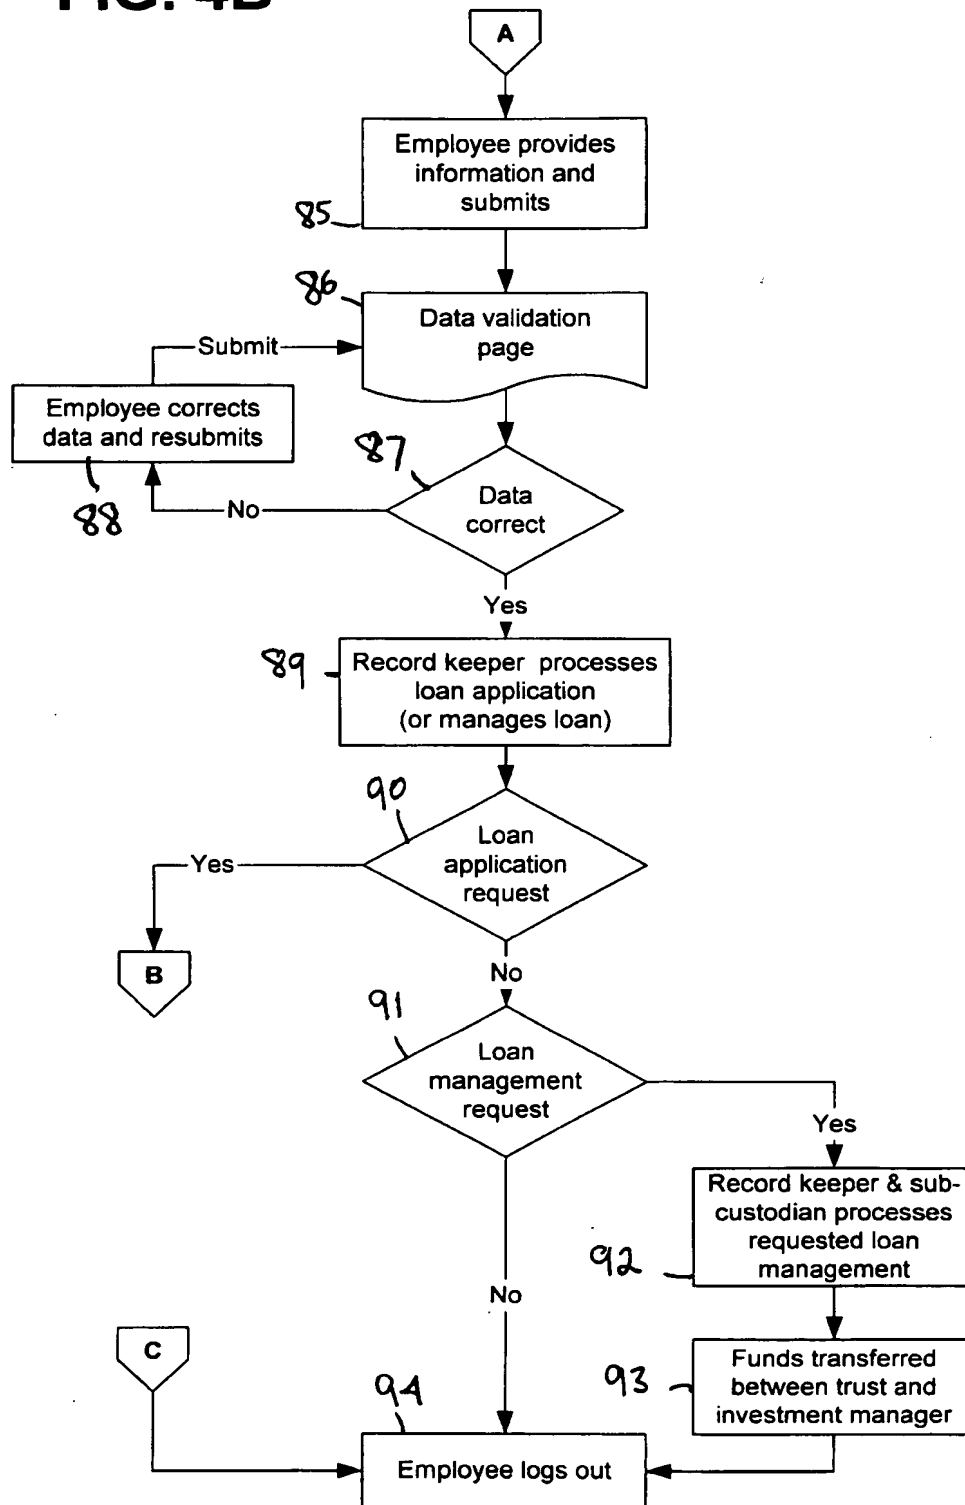 FIG. 4B
A
Employee provides
information and
submits
85
86
Data validation
page
Submit
Employee corrects
data and resubmits
88
87
Data
correct
No
Yes
89
Record keeper processes
loan application
(or manages loan)
90
Loan
application
request
Yes
B
No
91
Loan
management
request
Yes
Record keeper & sub-
custodian processes
requested loan
management
92
No
C
Funds transferred
between trust and
investment manager
93
94
Employee logs out